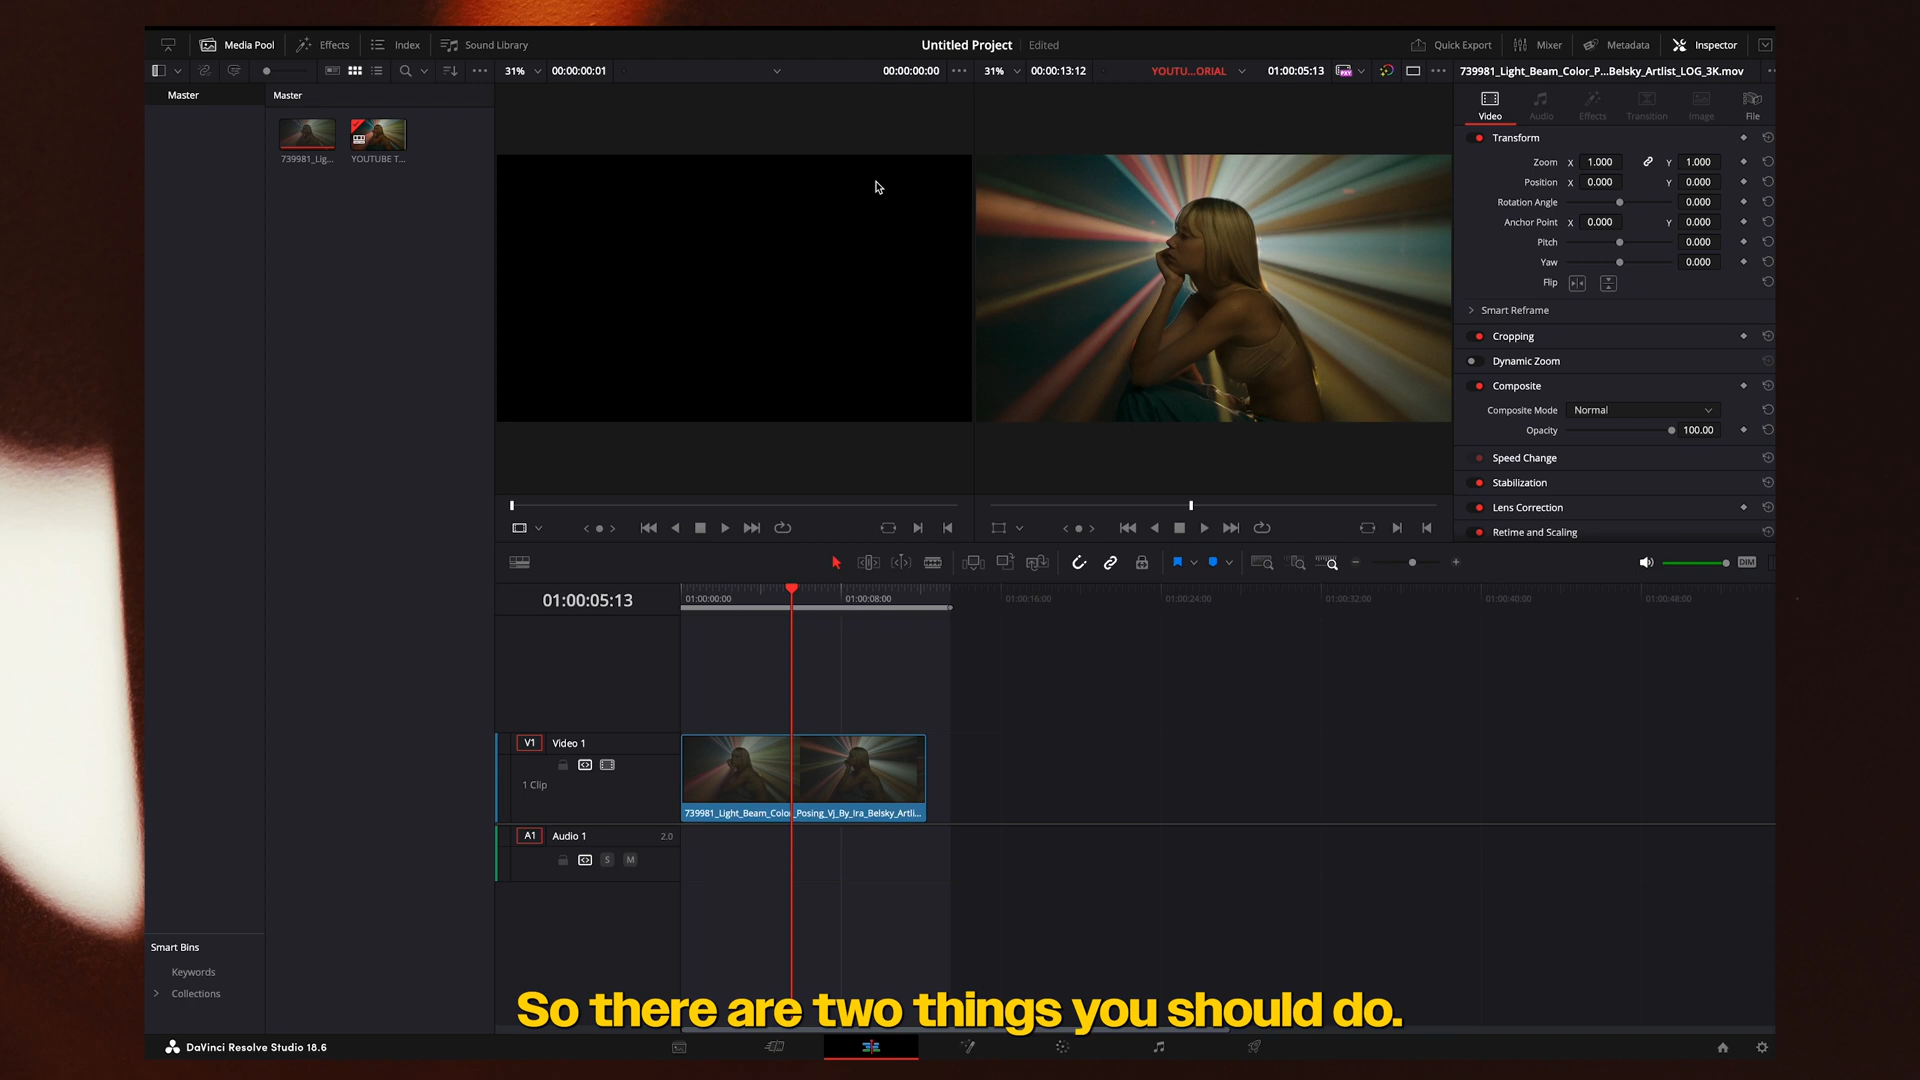 Media Pool
Effects
Index
Sound Library
Untitled Project
Edited
Quick Export
Mixer
Metadata
Inspector
31%
00:00:00:01
00:00:00:00
31%
00:00:13:12
YOUTU...ORIAL
01:00:05:13
739981_Light_Beam_Color_P...Belsky_Artlist_LOG_3K.mov
Master
Master
739981_Lig...
YOUTUBE T...
Video
Audio
Effects
Transition
Image
File
Transform
Zoom X 1.000 Y 1.000
Position X 0.000 Y 0.000
Rotation Angle 0.000
Anchor Point X 0.000 Y 0.000
Pitch 0.000
Yaw 0.000
Flip
Smart Reframe
Cropping
Dynamic Zoom
Composite
Composite Mode Normal
Opacity 100.00
Speed Change
Stabilization
Lens Correction
Retime and Scaling
DIM
01:00:05:13
01:00:00:00
01:00:08:00
01:00:16:00
01:00:24:00
01:00:32:00
01:00:40:00
01:00:48:00
V1 Video 1
1 Clip
739981_Light_Beam_Color_Posing_Vj_By_Ira_Belsky_Artli...
A1 Audio 1 2.0
S M
Smart Bins
Keywords
Collections
So there are two things you should do.
DaVinci Resolve Studio 18.6